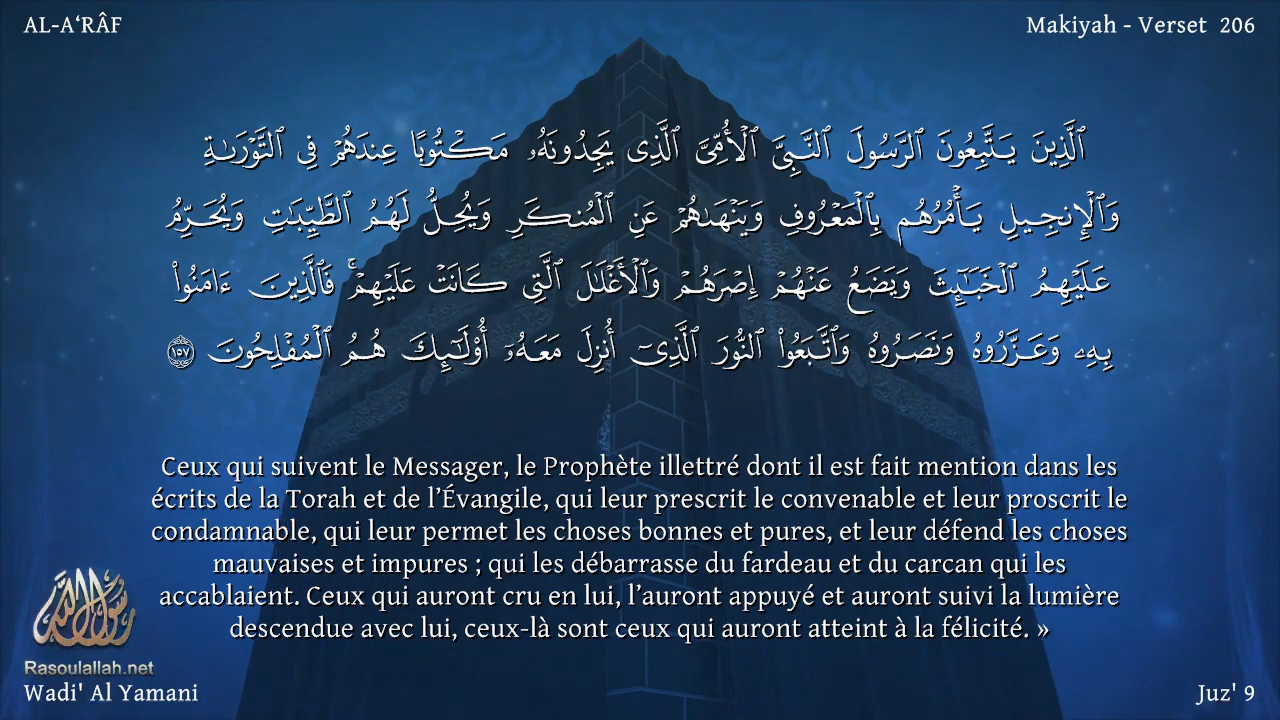 AL-A‘RÂF
Makiyah - Verset 206
ٱلَّذِينَ يَتَّبِعُونَ ٱلرَّسُولَ ٱلنَّبِىَّ ٱلْأُمِّىَّ ٱلَّذِى يَجِدُونَهُۥ مَكْتُوبًا عِندَهُمْ فِى ٱلتَّوْرَىٰةِ
وَٱلْإِنجِيلِ يَأْمُرُهُم بِٱلْمَعْرُوفِ وَيَنْهَىٰهُمْ عَنِ ٱلْمُنكَرِ وَيُحِلُّ لَهُمُ ٱلطَّيِّبَٰتِ وَيُحَرِّمُ
عَلَيْهِمُ ٱلْخَبَٰٓئِثَ وَيَضَعُ عَنْهُمْ إِصْرَهُمْ وَٱلْأَغْلَٰلَ ٱلَّتِى كَانَتْ عَلَيْهِمْ ۚ فَٱلَّذِينَ ءَامَنُوا۟
بِهِۦ وَعَزَّرُوهُ وَنَصَرُوهُ وَٱتَّبَعُوا۟ ٱلنُّورَ ٱلَّذِىٓ أُنزِلَ مَعَهُۥٓ أُو۟لَٰٓئِكَ هُمُ ٱلْمُفْلِحُونَ ١٥٧
Ceux qui suivent le Messager, le Prophète illettré dont il est fait mention dans les
écrits de la Torah et de l’Évangile, qui leur prescrit le convenable et leur proscrit le
condamnable, qui leur permet les choses bonnes et pures, et leur défend les choses
mauvaises et impures ; qui les débarrasse du fardeau et du carcan qui les
accablaient. Ceux qui auront cru en lui, l’auront appuyé et auront suivi la lumière
descendue avec lui, ceux-là sont ceux qui auront atteint à la félicité. »
رسول الله
Rasoulallah.net
Wadi' Al Yamani
Juz' 9